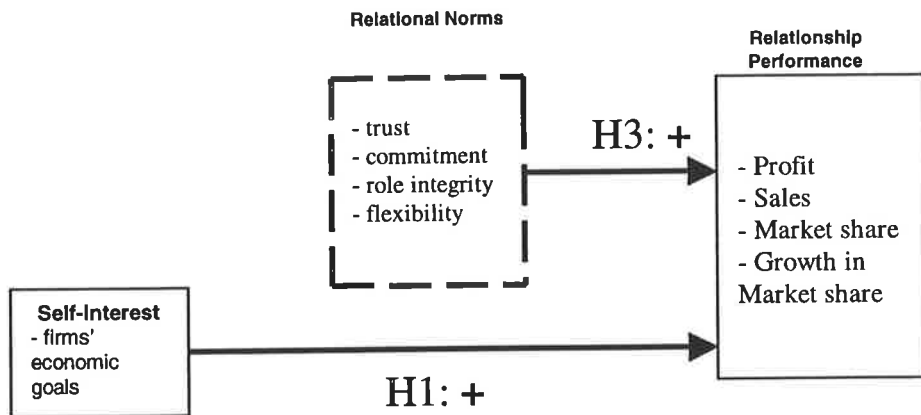 Relational Norms
Relationship
Performance
- trust
- commitment
- role integrity
- flexibility
H3: +
- Profit
- Sales
- Market share
- Growth in
Market share
Self-Interest
- firms'
economic
goals
H1: +